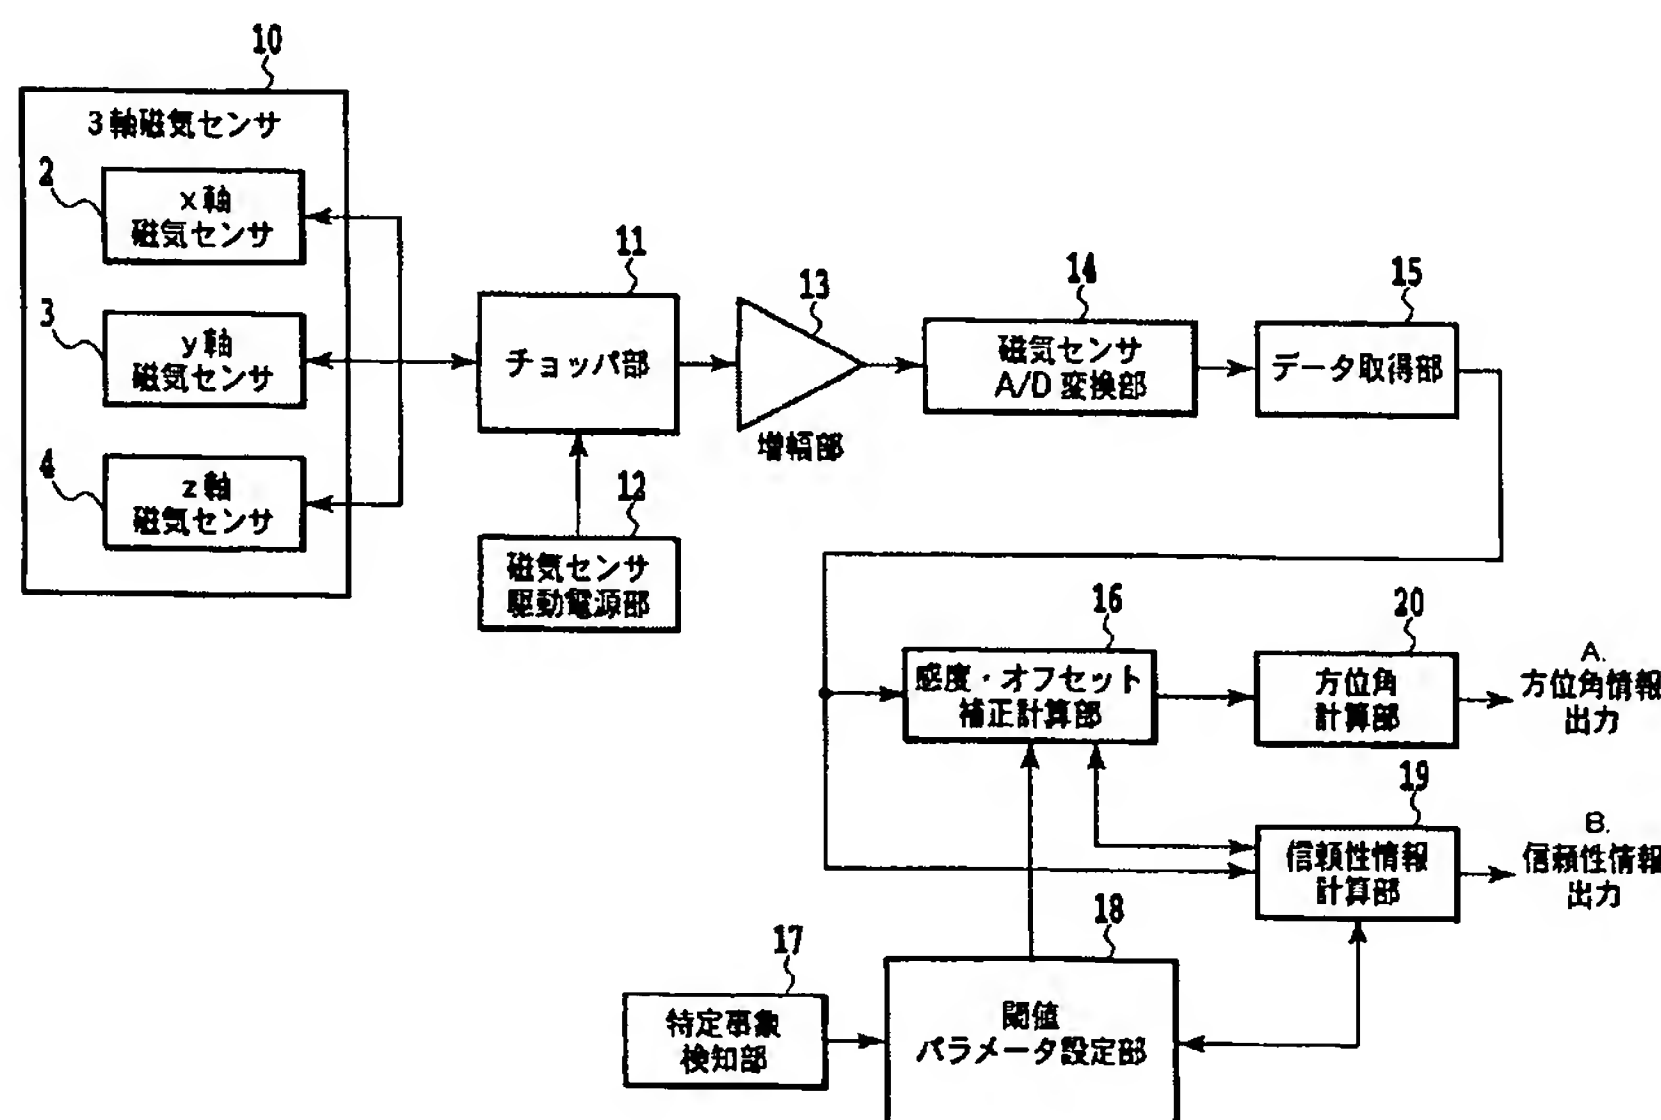 10
3軸磁気センサ
2
x軸
磁気センサ
3
y軸
磁気センサ
4
z軸
磁気センサ
11
チョッパ部
12
磁気センサ
駆動電源部
13
増幅部
14
磁気センサ
A/D変換部
15
データ取得部
16
感度・オフセット
補正計算部
20
方位角
計算部
A.
方位角情報
出力
19
信頼性情報
計算部
B.
信頼性情報
出力
17
特定事象
検知部
18
閾値
パラメータ設定部